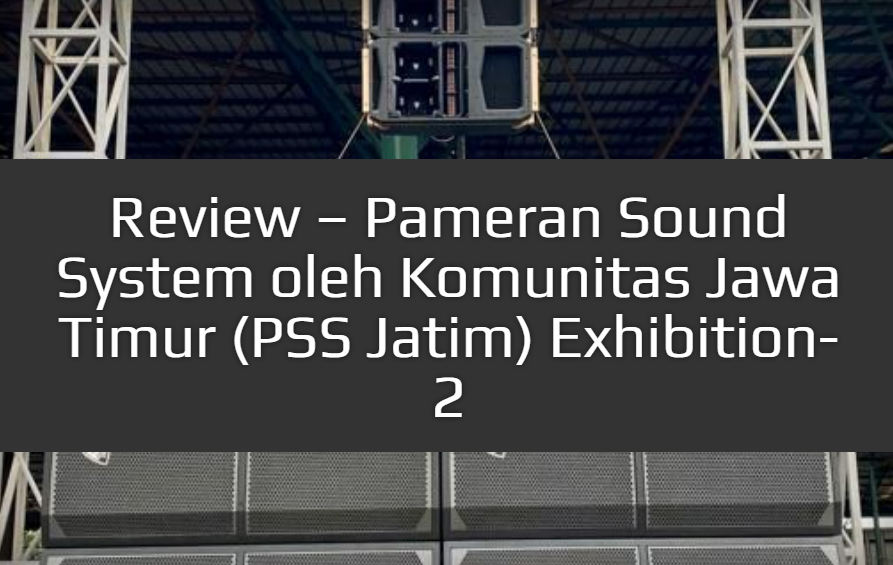 Review – Pameran Sound
System oleh Komunitas Jawa
Timur (PSS Jatim) Exhibition-
2